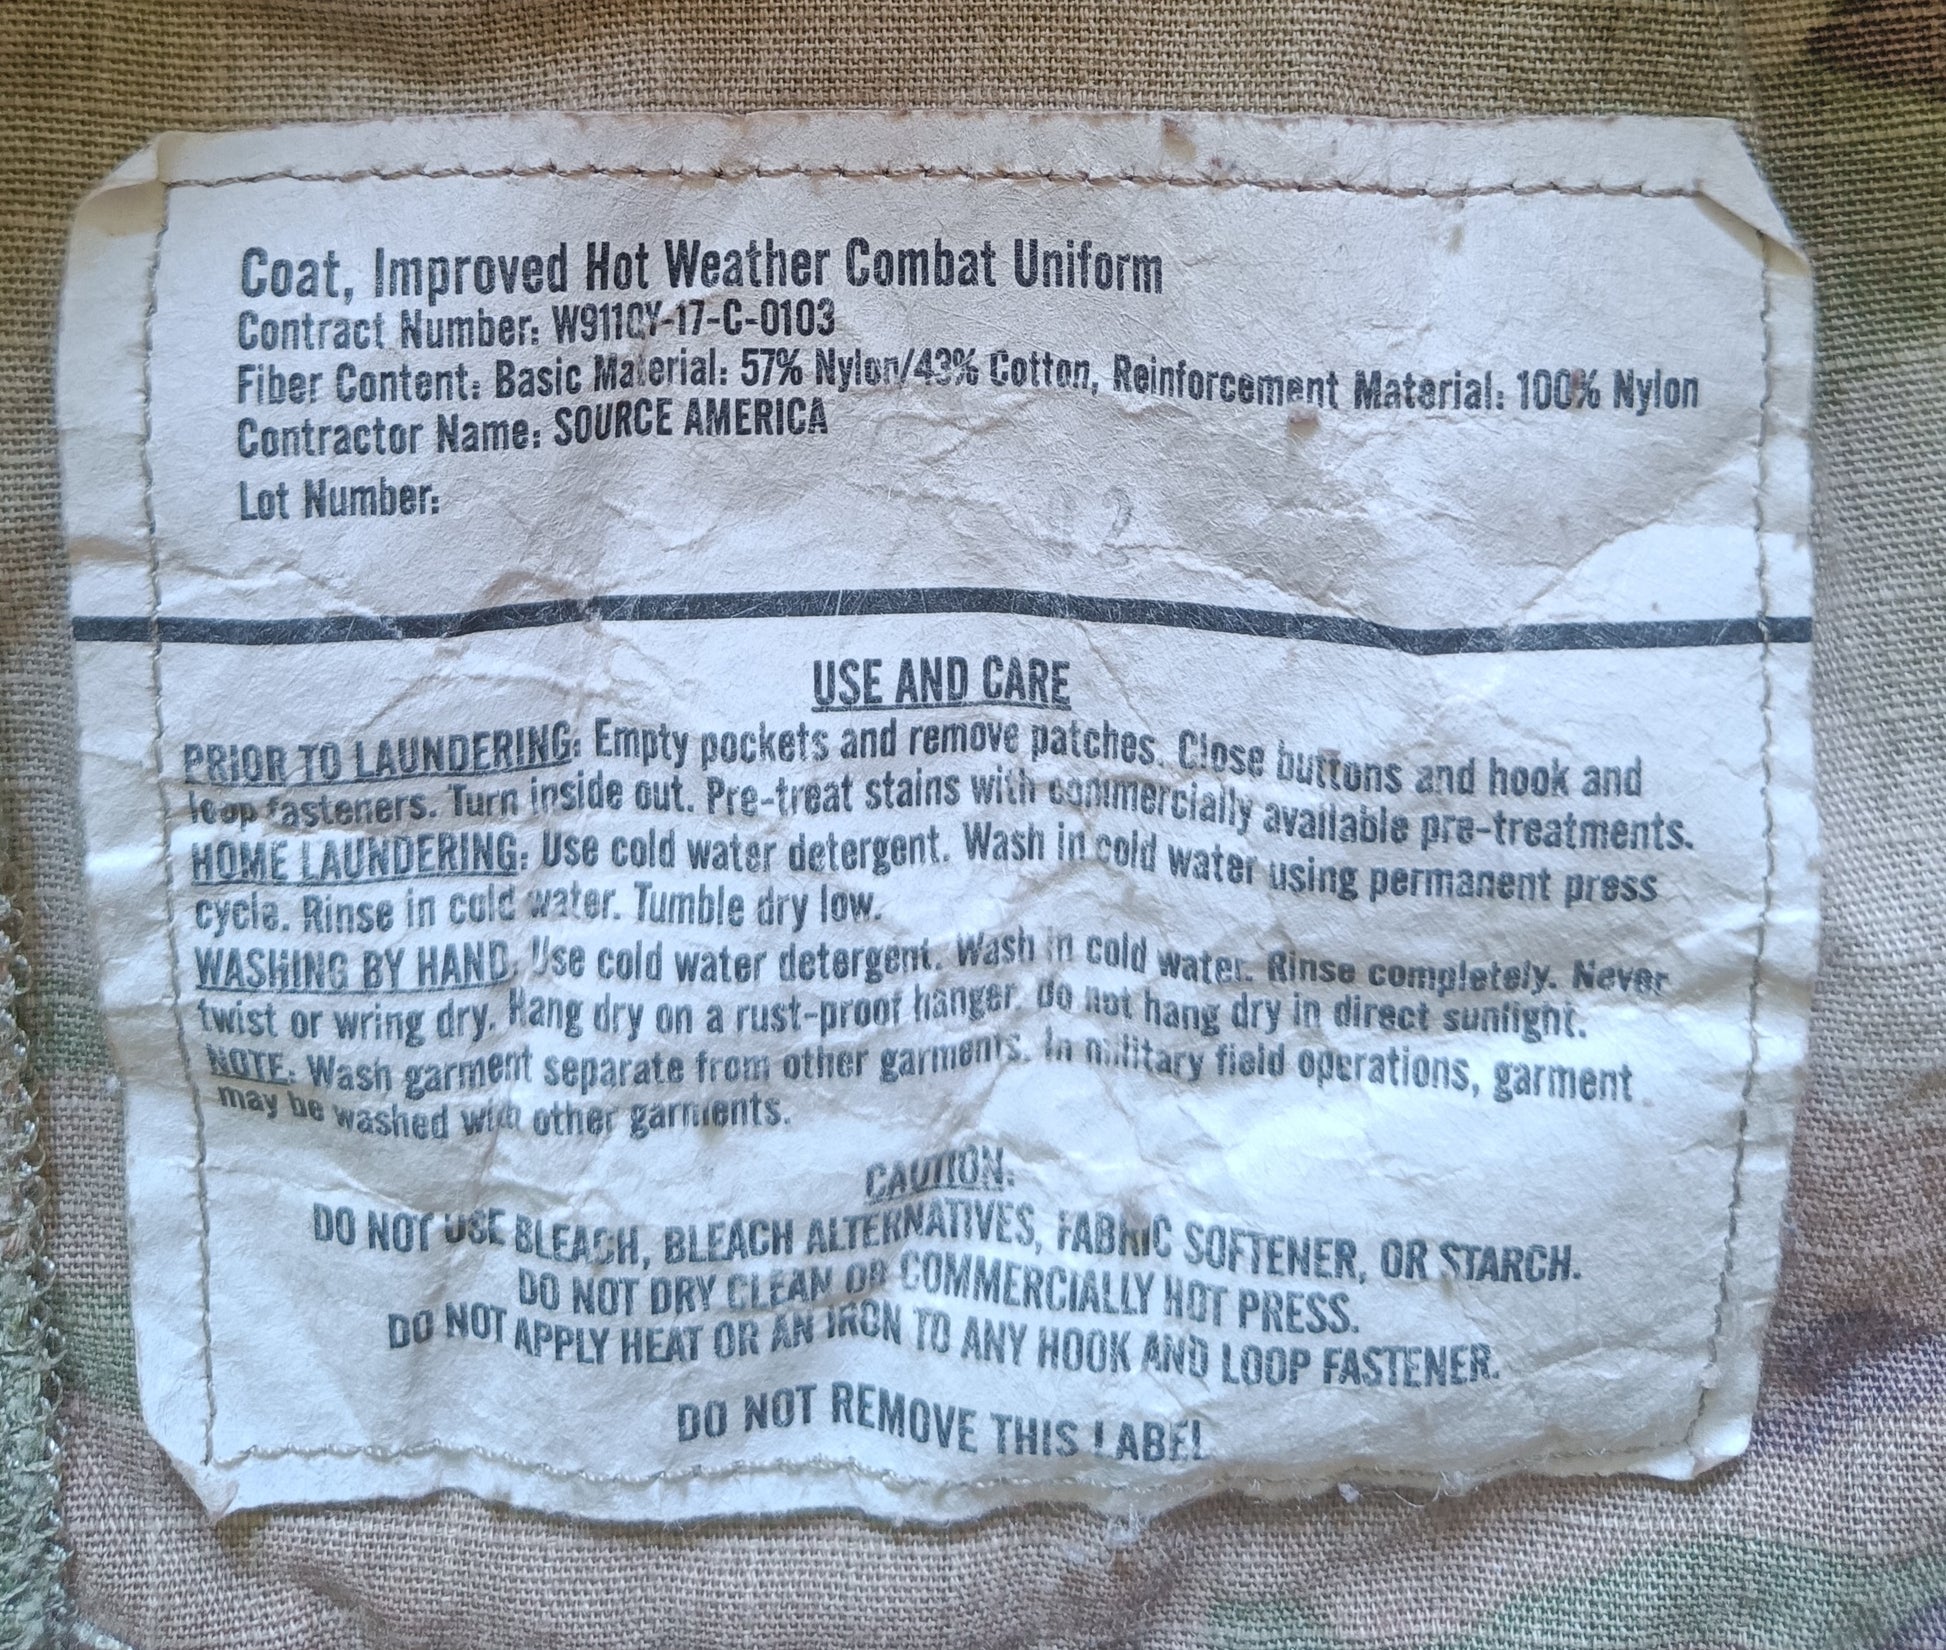 Coat, Improved Hot Weather Combat Uniform
Contract Number: W911QY-17-C-0103
Fiber Content: Basic Material: 57% Nylon/43% Cotton, Reinforcement Material: 100% Nylon
Contractor Name: SOURCE AMERICA
Lot Number:
USE AND CARE
PRIOR TO LAUNDERING: Empty pockets and remove patches. Close buttons and hook and
loop fasteners. Turn inside out. Pre-treat stains with commercially available pre-treatments.
HOME LAUNDERING: Use cold water detergent. Wash in cold water using permanent press
cycle. Rinse in cold water. Tumble dry low.
WASHING BY HAND: Use cold water detergent. Wash in cold water. Rinse completely. Never
twist or wring dry. Hang dry on a rust-proof hanger. Do not hang dry in direct sunlight.
NOTE: Wash garment separate from other garments. In military field operations, garment
may be washed with other garments.
CAUTION:
DO NOT USE BLEACH, BLEACH ALTERNATIVES, FABRIC SOFTENER, OR STARCH.
DO NOT DRY CLEAN OR COMMERCIALLY HOT PRESS.
DO NOT APPLY HEAT OR AN IRON TO ANY HOOK AND LOOP FASTENER.
DO NOT REMOVE THIS LABEL